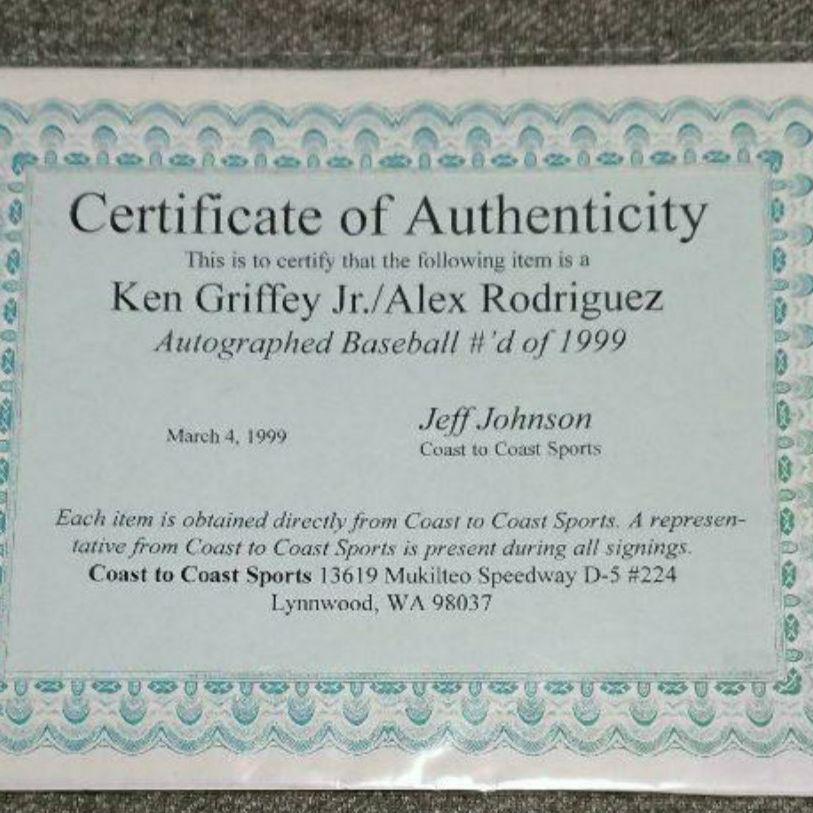 Certificate of Authenticity
This is to certify that the following item is a
Ken Griffey Jr./Alex Rodriguez
Autographed Baseball #'d of 1999
March 4, 1999
Jeff Johnson
Coast to Coast Sports
Each item is obtained directly from Coast to Coast Sports. A represen-
tative from Coast to Coast Sports is present during all signings.
Coast to Coast Sports 13619 Mukilteo Speedway D-5 #224
Lynnwood, WA 98037